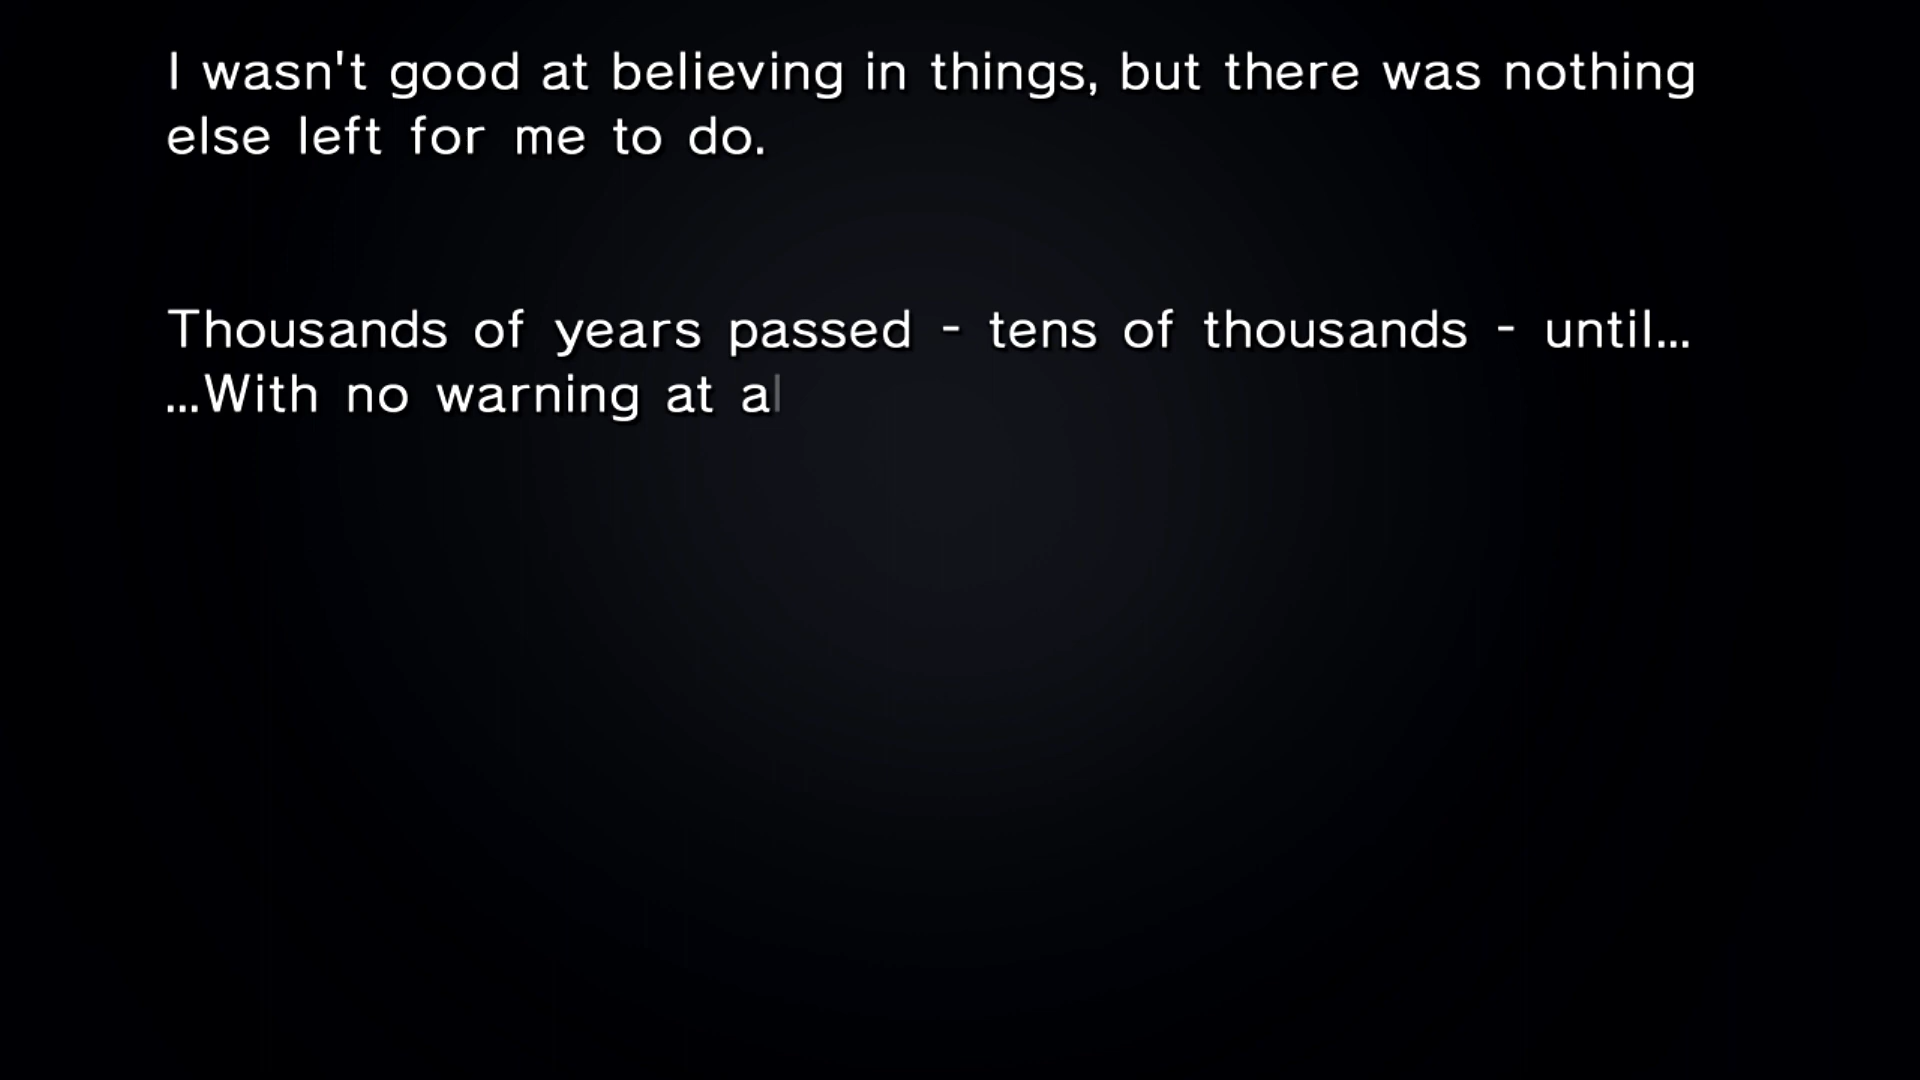 I wasn't good at believing in things, but there was nothing
else left for me to do.
Thousands of years passed - tens of thousands - until...
...With no warning at al